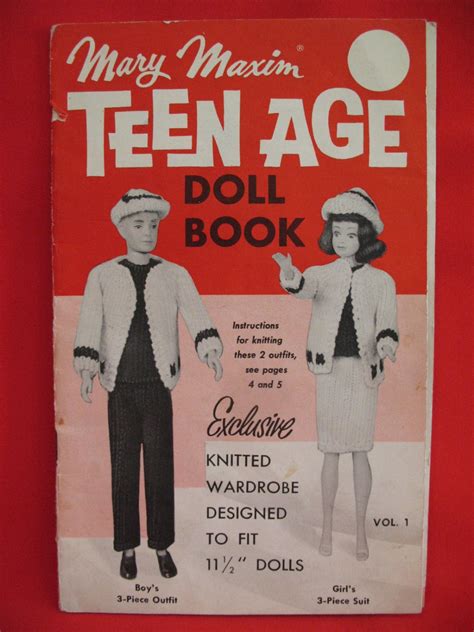 Mary Maxim®
TEEN AGE
DOLL
BOOK
Instructions
for knitting
these 2 outfits,
see pages
4 and 5
Exclusive
KNITTED
WARDROBE
DESIGNED
TO FIT
11½" DOLLS
VOL. 1
Boy's
3-Piece Outfit
Girl's
3-Piece Suit